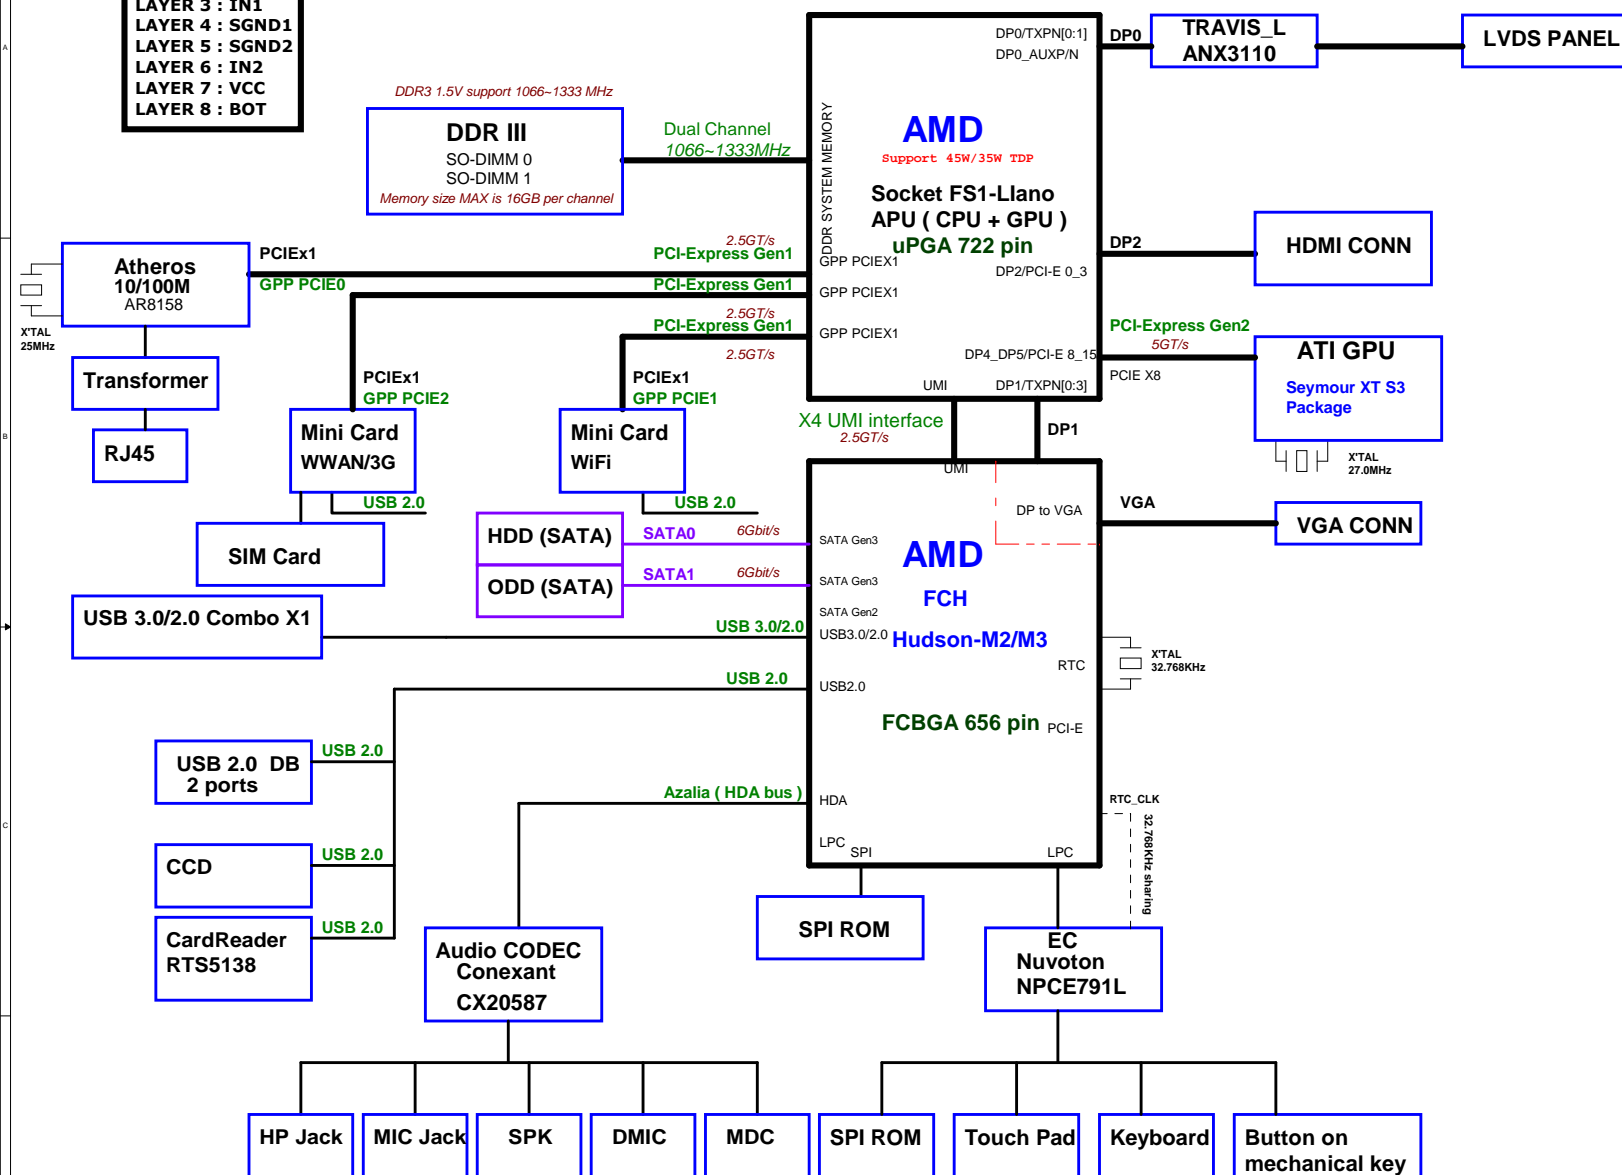 LAYER 3 : IN1
LAYER 4 : SGND1
LAYER 5 : SGND2
LAYER 6 : IN2
LAYER 7 : VCC
LAYER 8 : BOT
A
DDR3 1.5V support 1066~1333 MHz
DDR III
SO-DIMM 0
SO-DIMM 1
Memory size MAX is 16GB per channel
Dual Channel
1066~1333MHz
DDR SYSTEM MEMORY
DP0/TXPN[0:1]
DP0_AUXP/N
AMD
Support 45W/35W TDP
Socket FS1-Llano
APU ( CPU + GPU )
uPGA 722 pin
DP0
TRAVIS_L
ANX3110
LVDS PANEL
DP2
HDMI CONN
DP2/PCI-E 0_3
GPP PCIEX1
GPP PCIEX1
GPP PCIEX1
DP4_DP5/PCI-E 8_15
UMI
DP1/TXPN[0:3]
PCI-Express Gen2
5GT/s
PCIE X8
ATI GPU
Seymour XT S3
Package
X'TAL
27.0MHz
Atheros
10/100M
AR8158
X'TAL
25MHz
PCIEx1
GPP PCIE0
2.5GT/s
PCI-Express Gen1
PCI-Express Gen1
2.5GT/s
PCI-Express Gen1
2.5GT/s
Transformer
RJ45
B
PCIEx1
GPP PCIE2
Mini Card
WWAN/3G
USB 2.0
SIM Card
PCIEx1
GPP PCIE1
Mini Card
WiFi
USB 2.0
X4 UMI interface
2.5GT/s
DP1
UMI
DP to VGA
VGA
VGA CONN
HDD (SATA)
SATA0
6Gbit/s
SATA Gen3
ODD (SATA)
SATA1
6Gbit/s
SATA Gen3
SATA Gen2
AMD
FCH
Hudson-M2/M3
FCBGA 656 pin
USB 3.0/2.0 Combo X1
USB 3.0/2.0
USB3.0/2.0
RTC
X'TAL
32.768KHz
USB 2.0
USB2.0
PCI-E
USB 2.0 DB
2 ports
USB 2.0
CCD
USB 2.0
CardReader
RTS5138
USB 2.0
C
Azalia ( HDA bus )
HDA
LPC
SPI
LPC
RTC_CLK
32.768KHz sharing
SPI ROM
Audio CODEC
Conexant
CX20587
EC
Nuvoton
NPCE791L
HP Jack
MIC Jack
SPK
DMIC
MDC
SPI ROM
Touch Pad
Keyboard
Button on
mechanical key